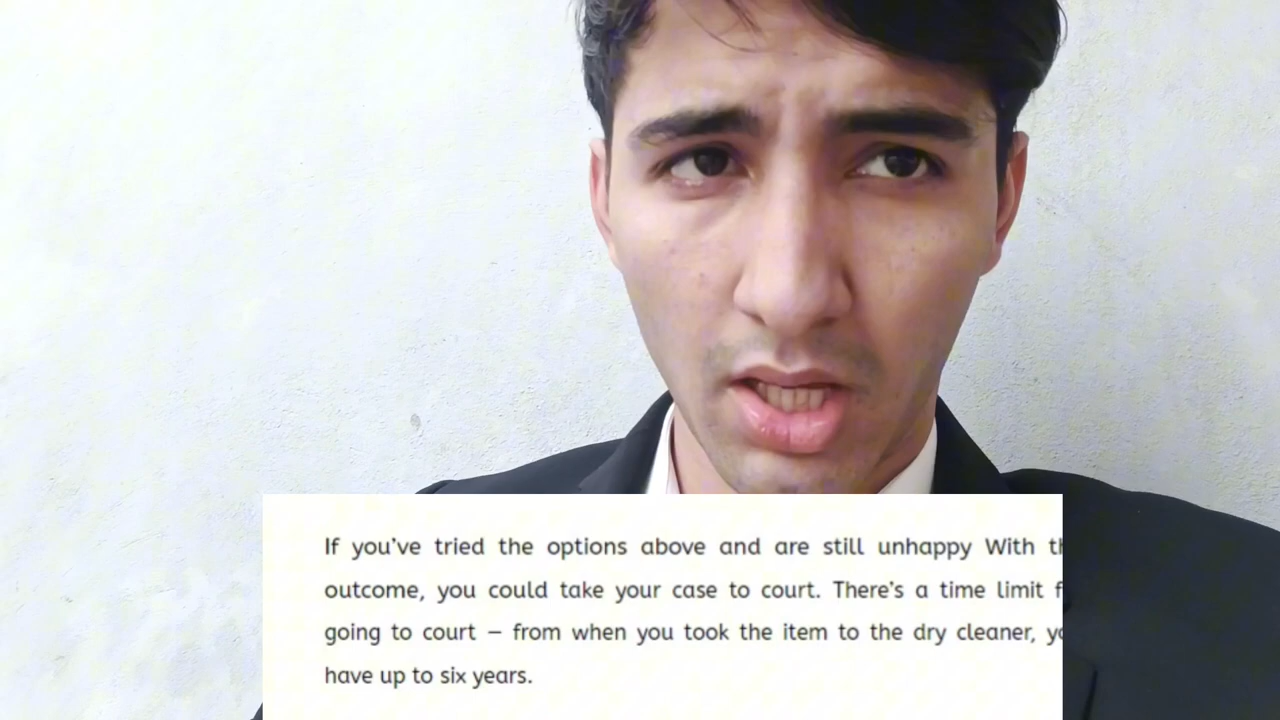 If you've tried the options above and are still unhappy With
outcome, you could take your case to court. There's a time limit
going to court – from when you took the item to the dry cleaner,
have up to six years.